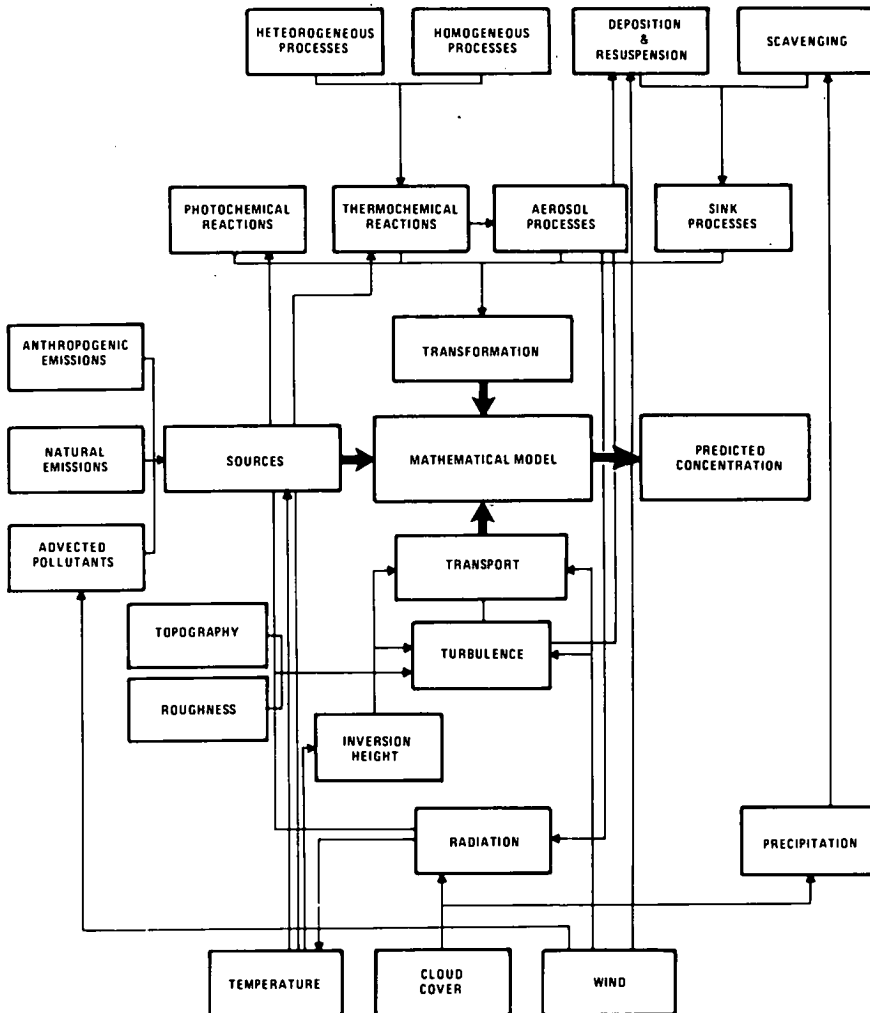 HETEOROGENEOUS
PROCESSES
HOMOGENEOUS
PROCESSES
DEPOSITION
&
RESUSPENSION
SCAVENGING
PHOTOCHEMICAL
REACTIONS
THERMOCHEMICAL
REACTIONS
AEROSOL
PROCESSES
SINK
PROCESSES
ANTHROPOGENIC
EMISSIONS
TRANSFORMATION
NATURAL
EMISSIONS
SOURCES
MATHEMATICAL MODEL
PREDICTED
CONCENTRATION
ADVECTED
POLLUTANTS
TRANSPORT
TOPOGRAPHY
TURBULENCE
ROUGHNESS
INVERSION
HEIGHT
RADIATION
PRECIPITATION
TEMPERATURE
CLOUD
COVER
WIND